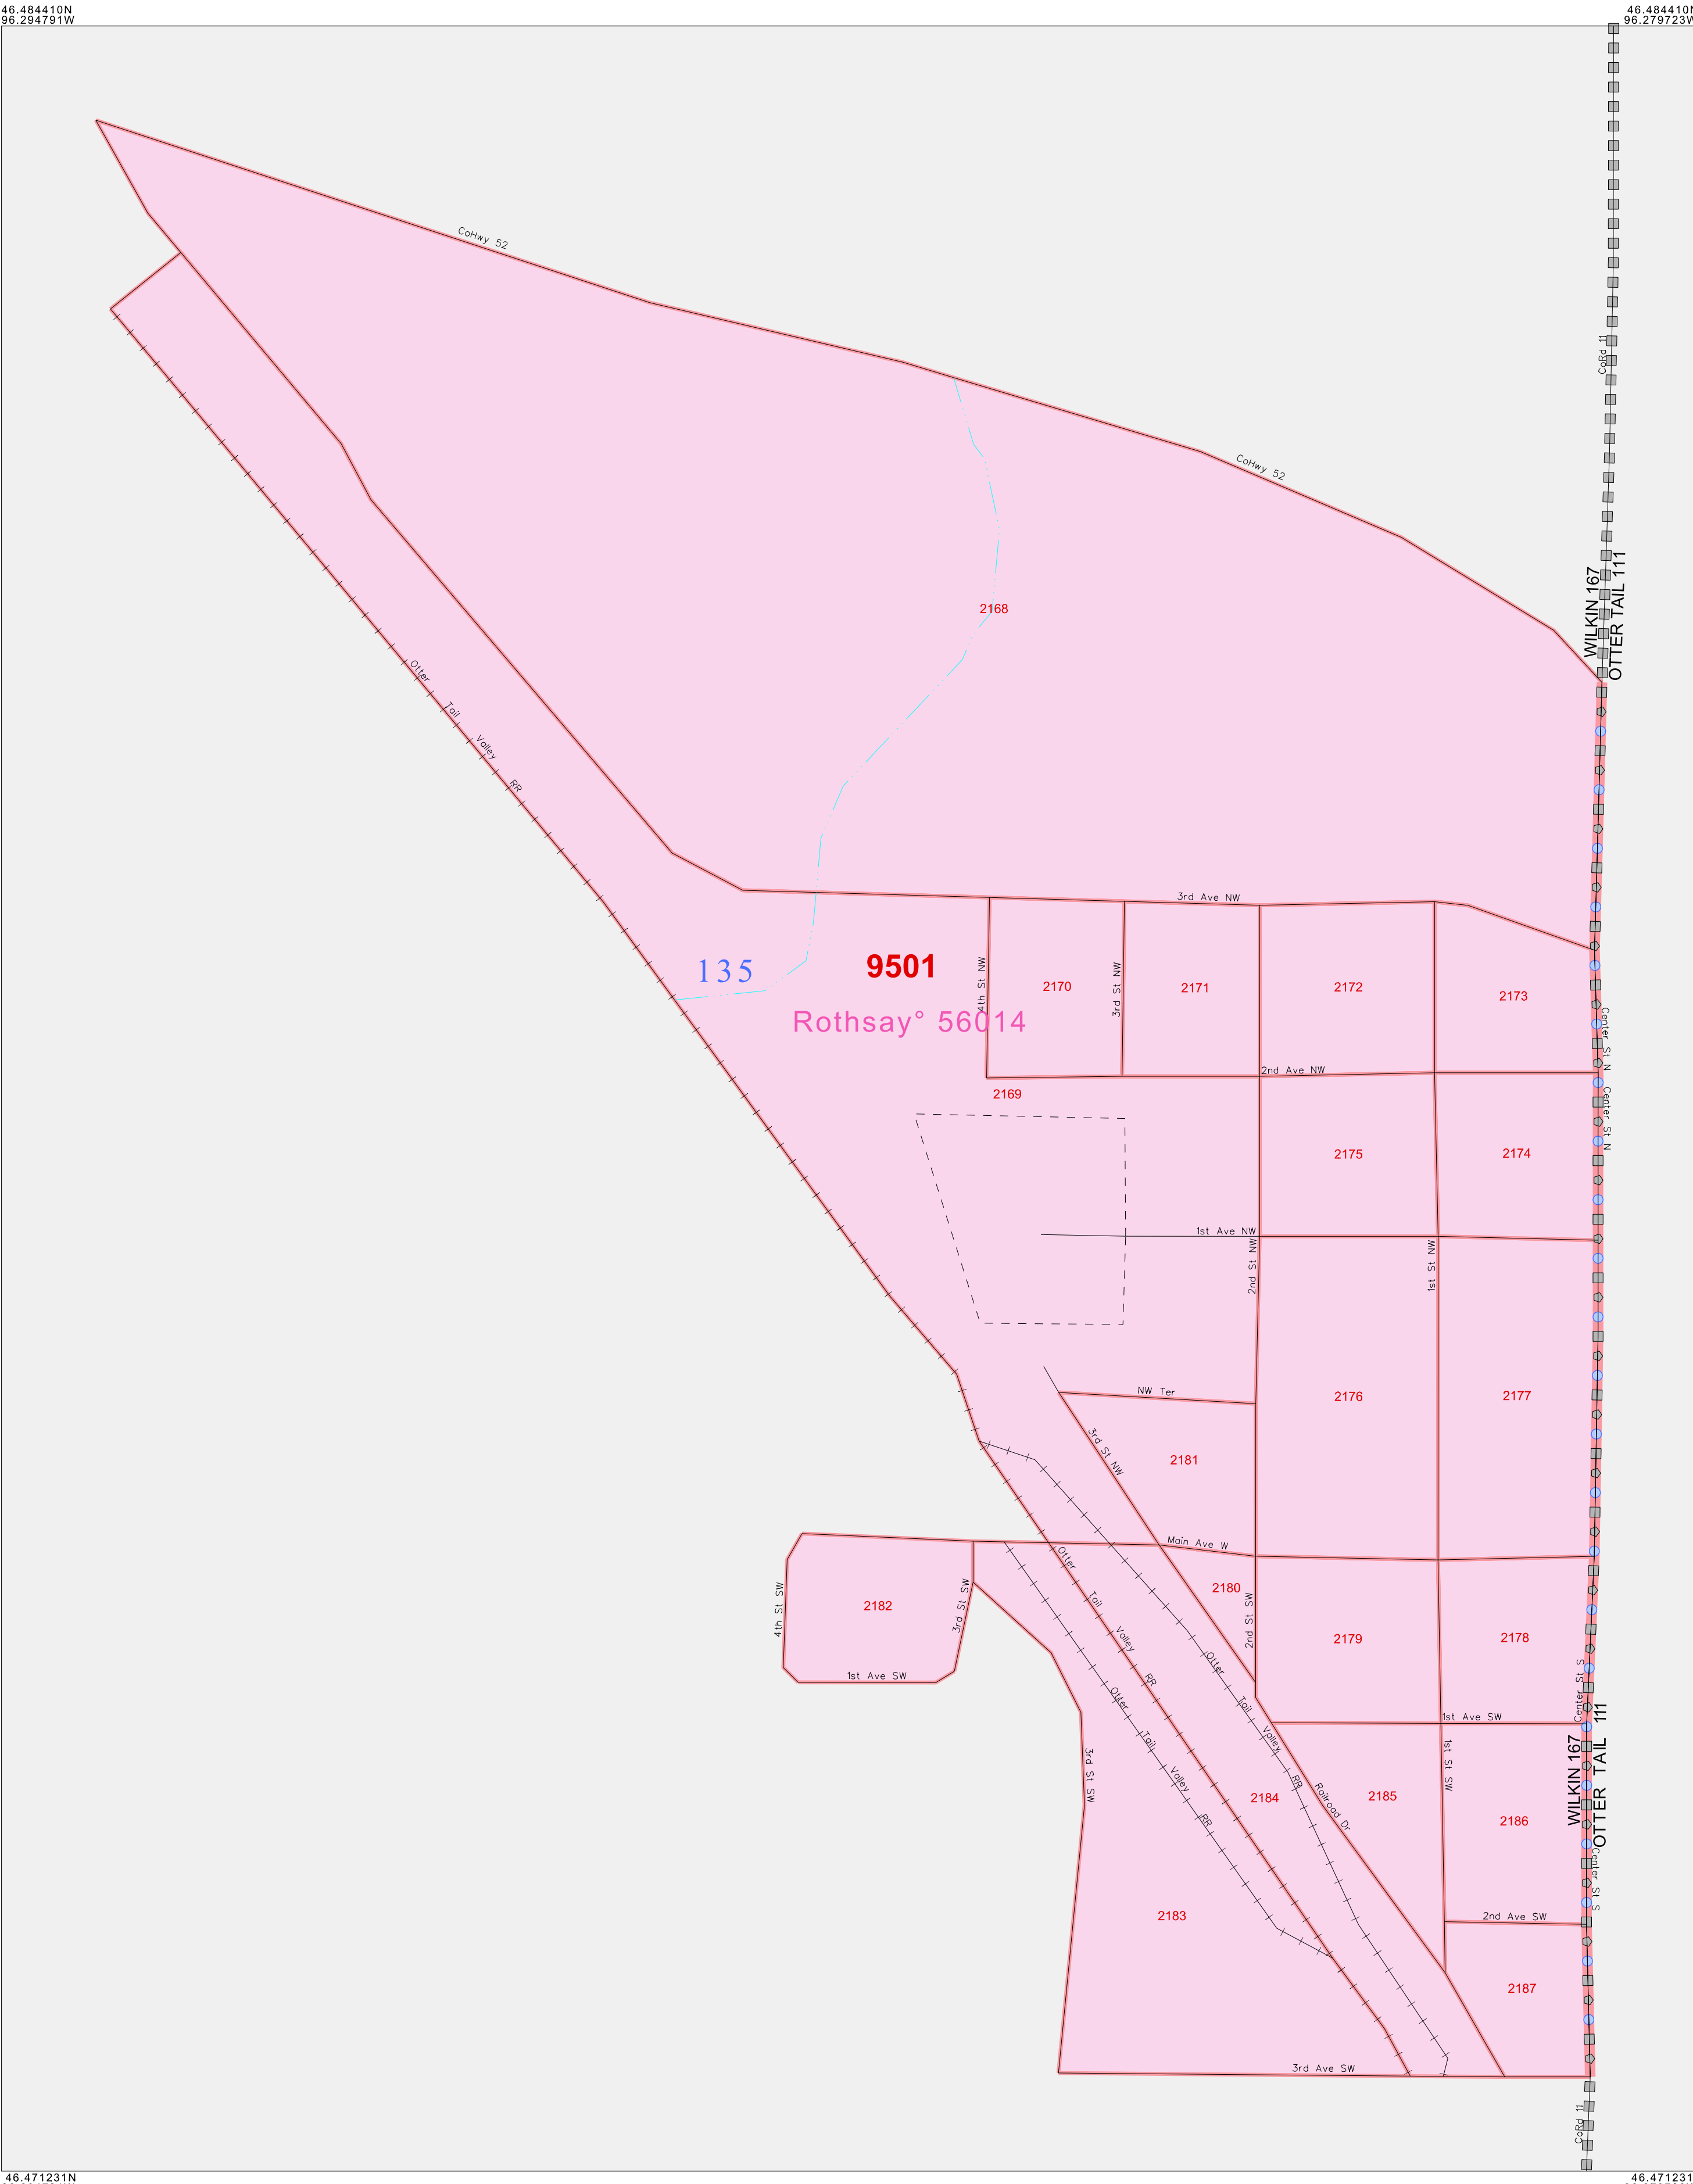 46.484410N
96.294791W
46.484410N
96.279723W
CoHwy 52
CoRd 11
CoHwy 52
WILKIN 167
OTTER TAIL 111
2168
Otter Tail Valley RR
3rd Ave NW
135
9501
Rothsay° 56014
4th St NW
2170
3rd St NW
2171
2172
2173
Center St N
2nd Ave NW
2169
Center St N
2175
2174
1st Ave NW
2nd St NW
1st St NW
NW Ter
2176
2177
3rd St NW
2181
Main Ave W
Otter Tail Valley RR
2180
2182
4th St SW
3rd St SW
2nd St SW
2179
2178
1st Ave SW
Otter Tail Valley RR
Otter Tail Valley RR
Center St S
1st Ave SW
3rd St SW
1st St SW
WILKIN 167
OTTER TAIL 111
2184
Railroad Dr
2185
2186
Center St S
2183
2nd Ave SW
2187
3rd Ave SW
CoRd 11
46.471231N
46.471231